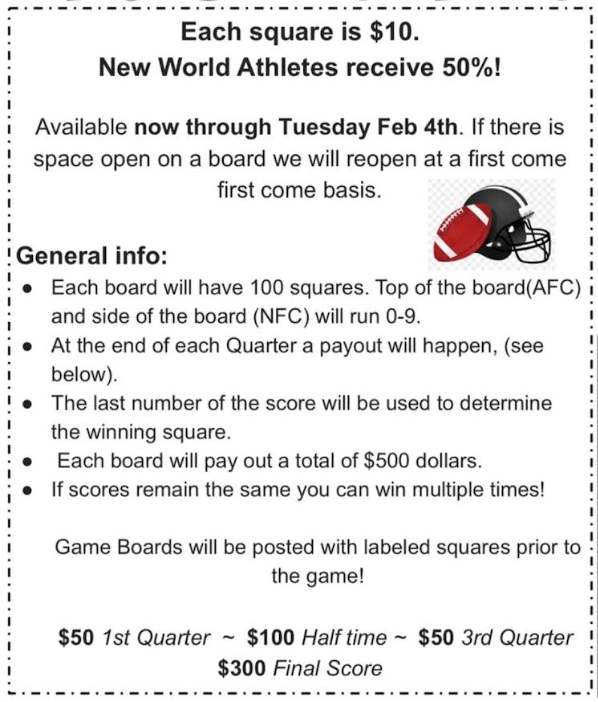 Each square is $10.
New World Athletes receive 50%!
Available now through Tuesday Feb 4th. If there is
space open on a board we will reopen at a first come
first come basis.
General info:
● Each board will have 100 squares. Top of the board(AFC)
and side of the board (NFC) will run 0-9.
● At the end of each Quarter a payout will happen, (see
below).
● The last number of the score will be used to determine
the winning square.
● Each board will pay out a total of $500 dollars.
● If scores remain the same you can win multiple times!
Game Boards will be posted with labeled squares prior to
the game!
$50 1st Quarter ~ $100 Half time ~ $50 3rd Quarter
$300 Final Score